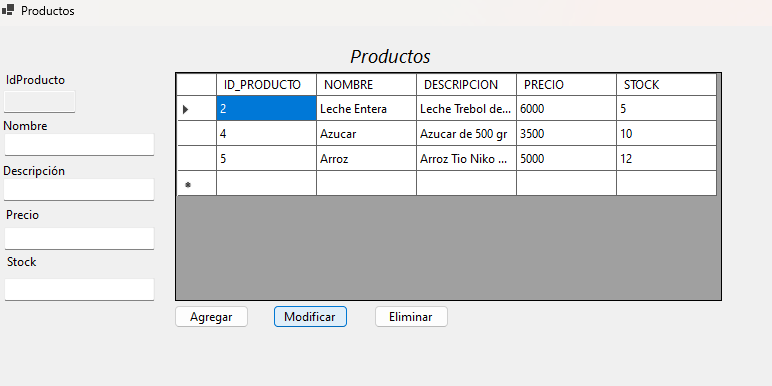 Productos
Productos
IdProducto
Nombre
Descripción
Precio
Stock
ID_PRODUCTO NOMBRE DESCRIPCION PRECIO STOCK
2 Leche Entera Leche Trebol de... 6000 5
4 Azucar Azucar de 500 gr 3500 10
5 Arroz Arroz Tio Niko ... 5000 12
Agregar Modificar Eliminar